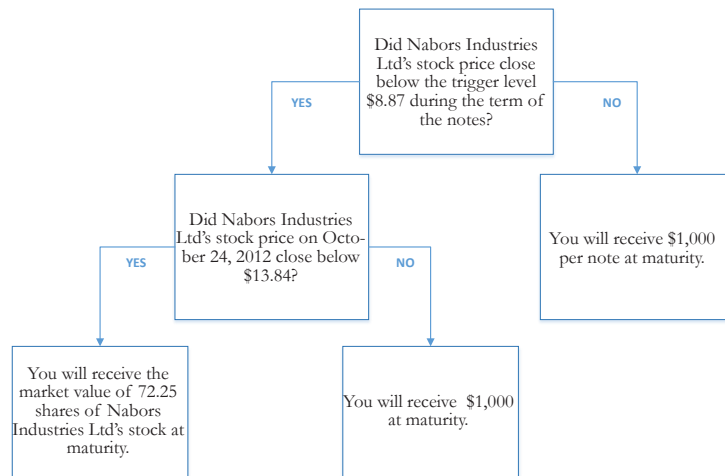 Did Nabors Industries
Ltd's stock price close
below the trigger level
$8.87 during the term of
the notes?
YES
NO
Did Nabors Industries
Ltd's stock price on Octo-
ber 24, 2012 close below
$13.84?
You will receive $1,000
per note at maturity.
YES
NO
You will receive the
market value of 72.25
shares of Nabors
Industries Ltd's stock at
maturity.
You will receive $1,000
at maturity.